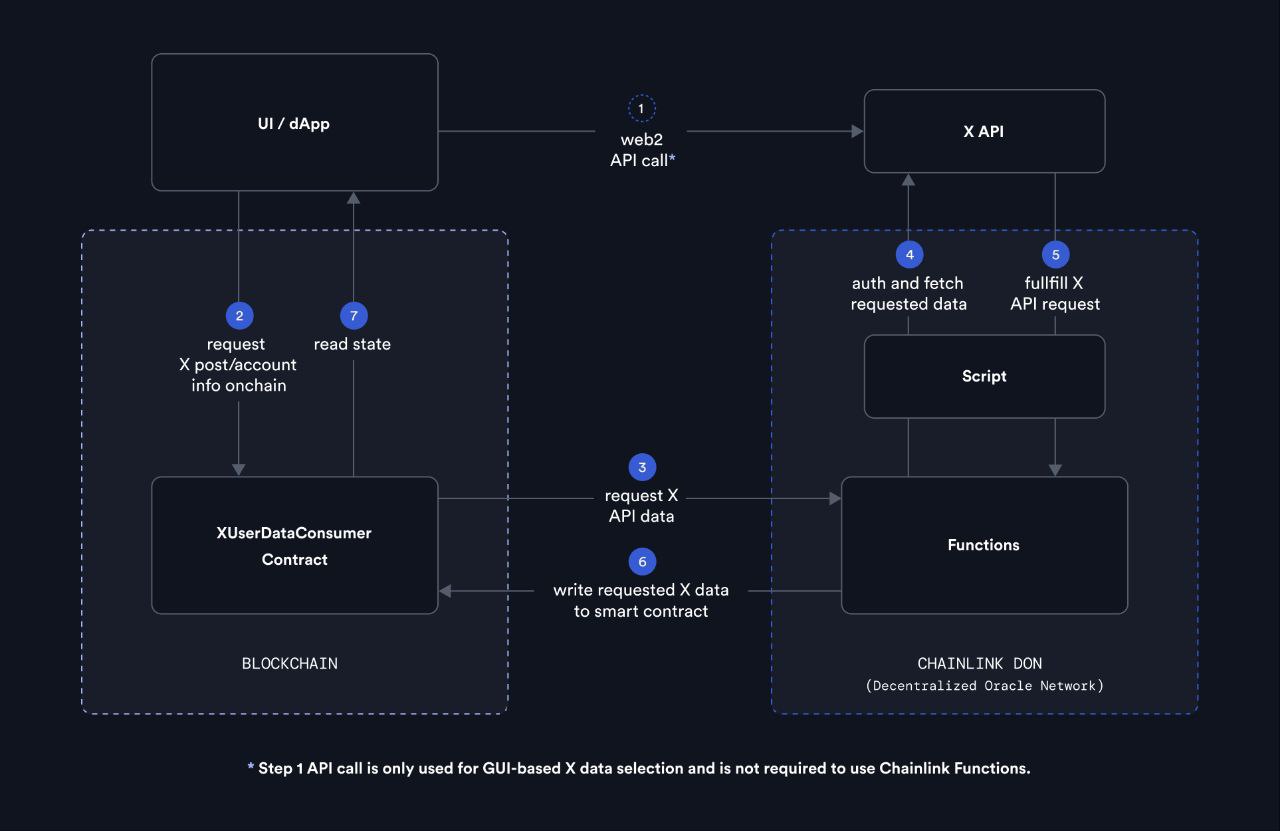 UI / dApp
1
web2
API call*
X API
4
auth and fetch
requested data
5
fullfill X
API request
2
request
X post/account
info onchain
7
read state
Script
3
request X
API data
XUserDataConsumer
Contract
Functions
6
write requested X data
to smart contract
BLOCKCHAIN
CHAINLINK DON
(Decentralized Oracle Network)
* Step 1 API call is only used for GUI-based X data selection and is not required to use Chainlink Functions.